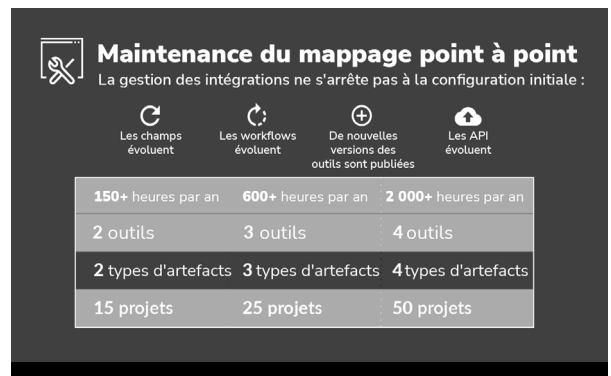 Maintenance du mappage point à point
La gestion des intégrations ne s'arrête pas à la configuration initiale :
Les champs
évoluent
Les workflows
évoluent
De nouvelles
versions des
outils sont publiées
Les API
évoluent
150+ heures par an 600+ heures par an 2 000+ heures par an
2 outils 3 outils 4 outils
2 types d'artefacts 3 types d'artefacts 4 types d'artefacts
15 projets 25 projets 50 projets